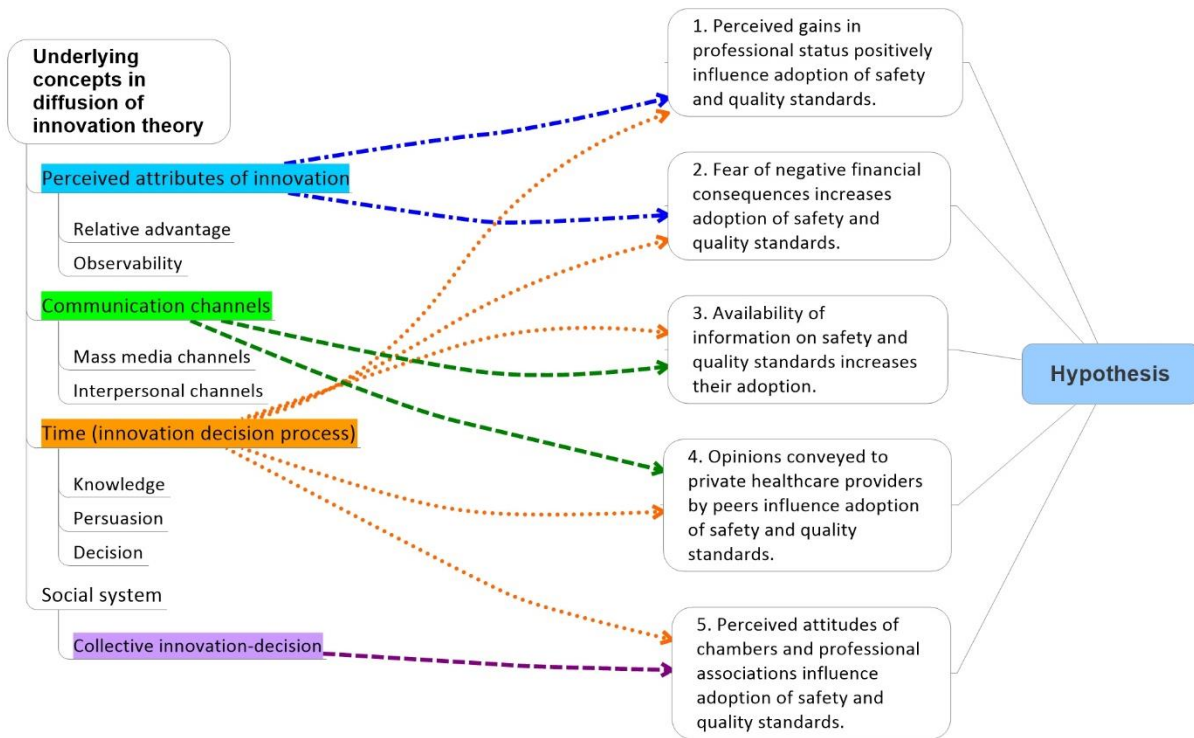 Underlying
concepts in
diffusion of
innovation theory
Perceived attributes of innovation
Relative advantage
Observability
Communication channels
Mass media channels
Interpersonal channels
Time (innovation decision process)
Knowledge
Persuasion
Decision
Social system
Collective innovation-decision
1. Perceived gains in
professional status positively
influence adoption of safety
and quality standards.
2. Fear of negative financial
consequences increases
adoption of safety and
quality standards.
3. Availability of
information on safety and
quality standards increases
their adoption.
4. Opinions conveyed to
private healthcare providers
by peers influence adoption
of safety and quality
standards.
5. Perceived attitudes of
chambers and professional
associations influence
adoption of safety and
quality standards.
Hypothesis